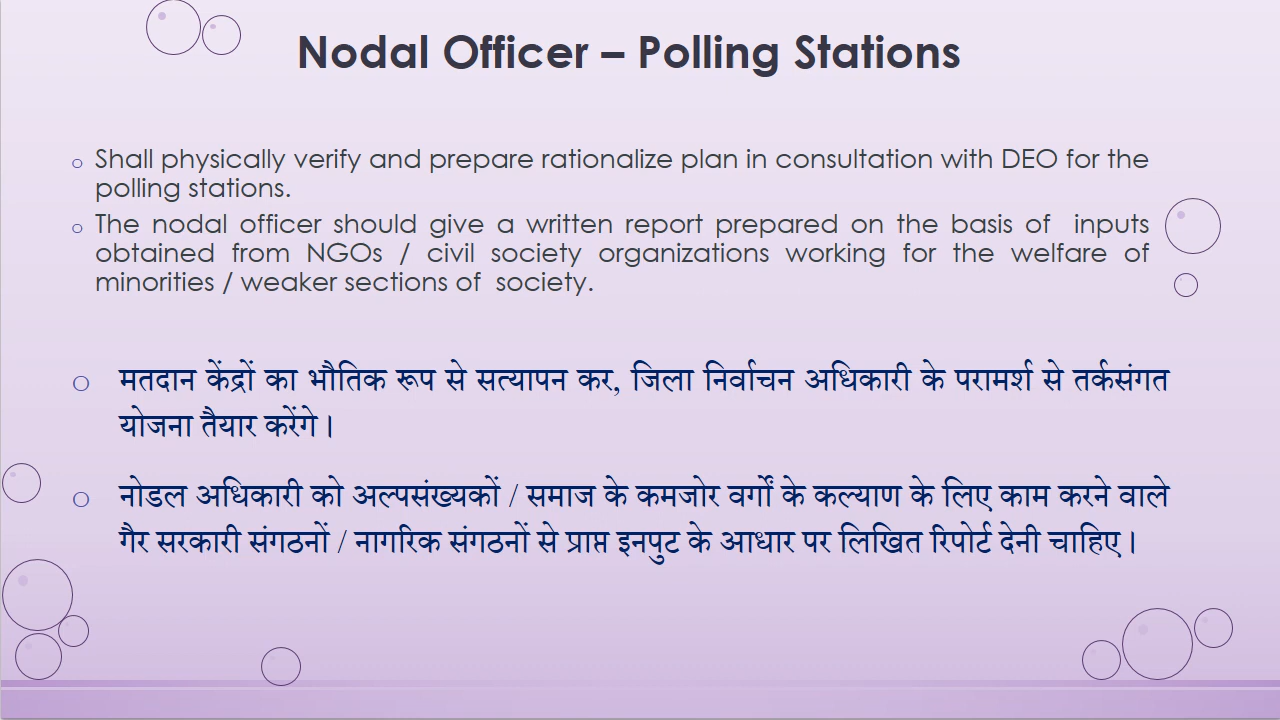 Nodal Officer – Polling Stations
○ Shall physically verify and prepare rationalize plan in consultation with DEO for the
polling stations.
○ The nodal officer should give a written report prepared on the basis of inputs
obtained from NGOs / civil society organizations working for the welfare of
minorities / weaker sections of society.
○ मतदान केंद्रों का भौतिक रूप से सत्यापन कर, जिला निर्वाचन अधिकारी के परामर्श से तर्कसंगत
योजना तैयार करेंगे।
○ नोडल अधिकारी को अल्पसंख्यकों / समाज के कमजोर वर्गों के कल्याण के लिए काम करने वाले
गैर सरकारी संगठनों / नागरिक संगठनों से प्राप्त इनपुट के आधार पर लिखित रिपोर्ट देनी चाहिए।